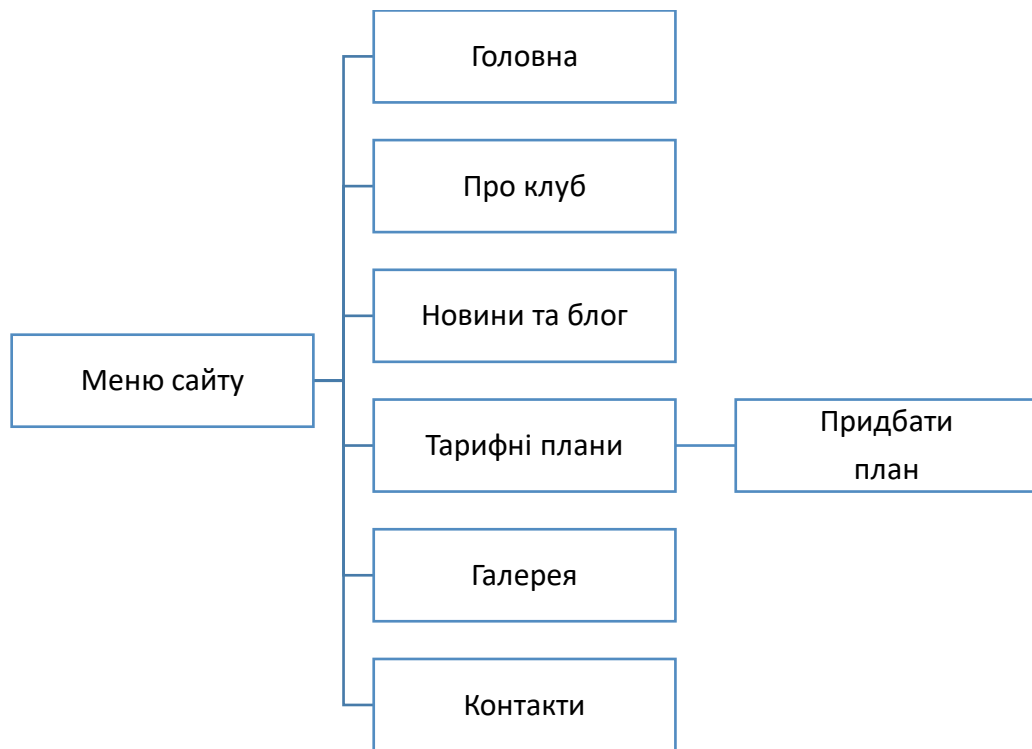 Головна
Про клуб
Новини та блог
Меню сайту
Тарифні плани
Придбати
план
Галерея
Контакти